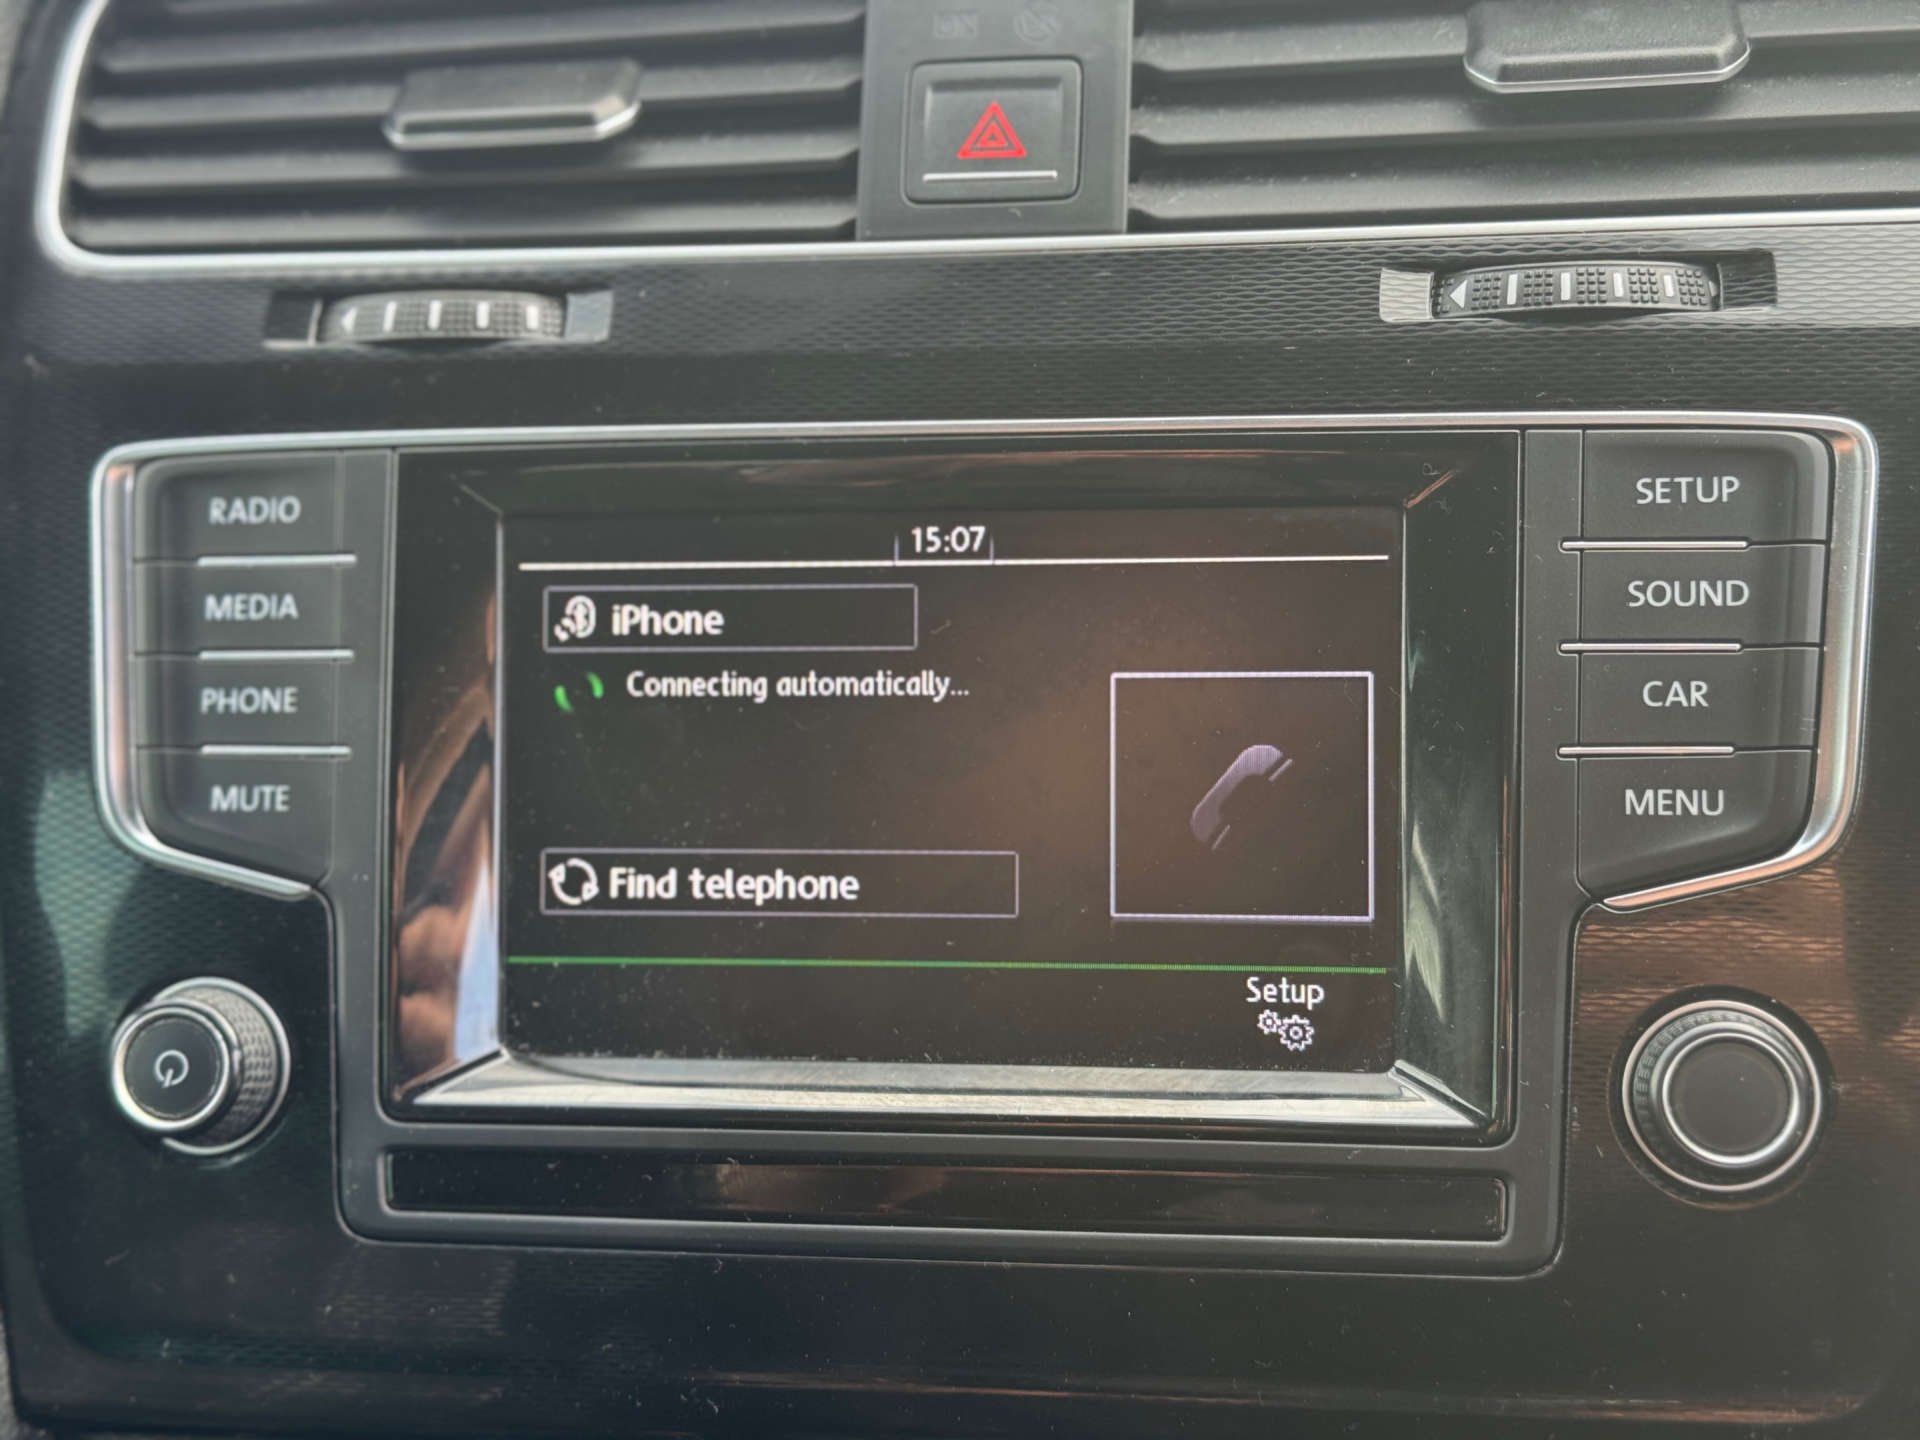 RADIO
MEDIA
PHONE
MUTE
15:07
iPhone
Connecting automatically...
Find telephone
Setup
SETUP
SOUND
CAR
MENU